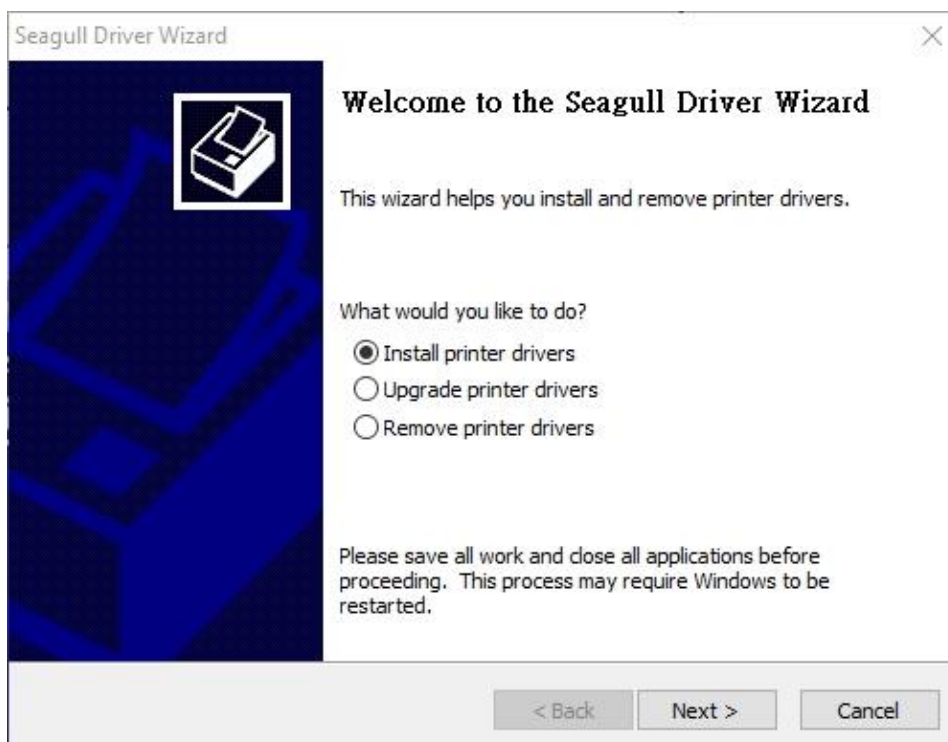 Seagull Driver Wizard
Welcome to the Seagull Driver Wizard
This wizard helps you install and remove printer drivers.
What would you like to do?
Install printer drivers
Upgrade printer drivers
Remove printer drivers
Please save all work and close all applications before
proceeding. This process may require Windows to be
restarted.
< Back Next > Cancel